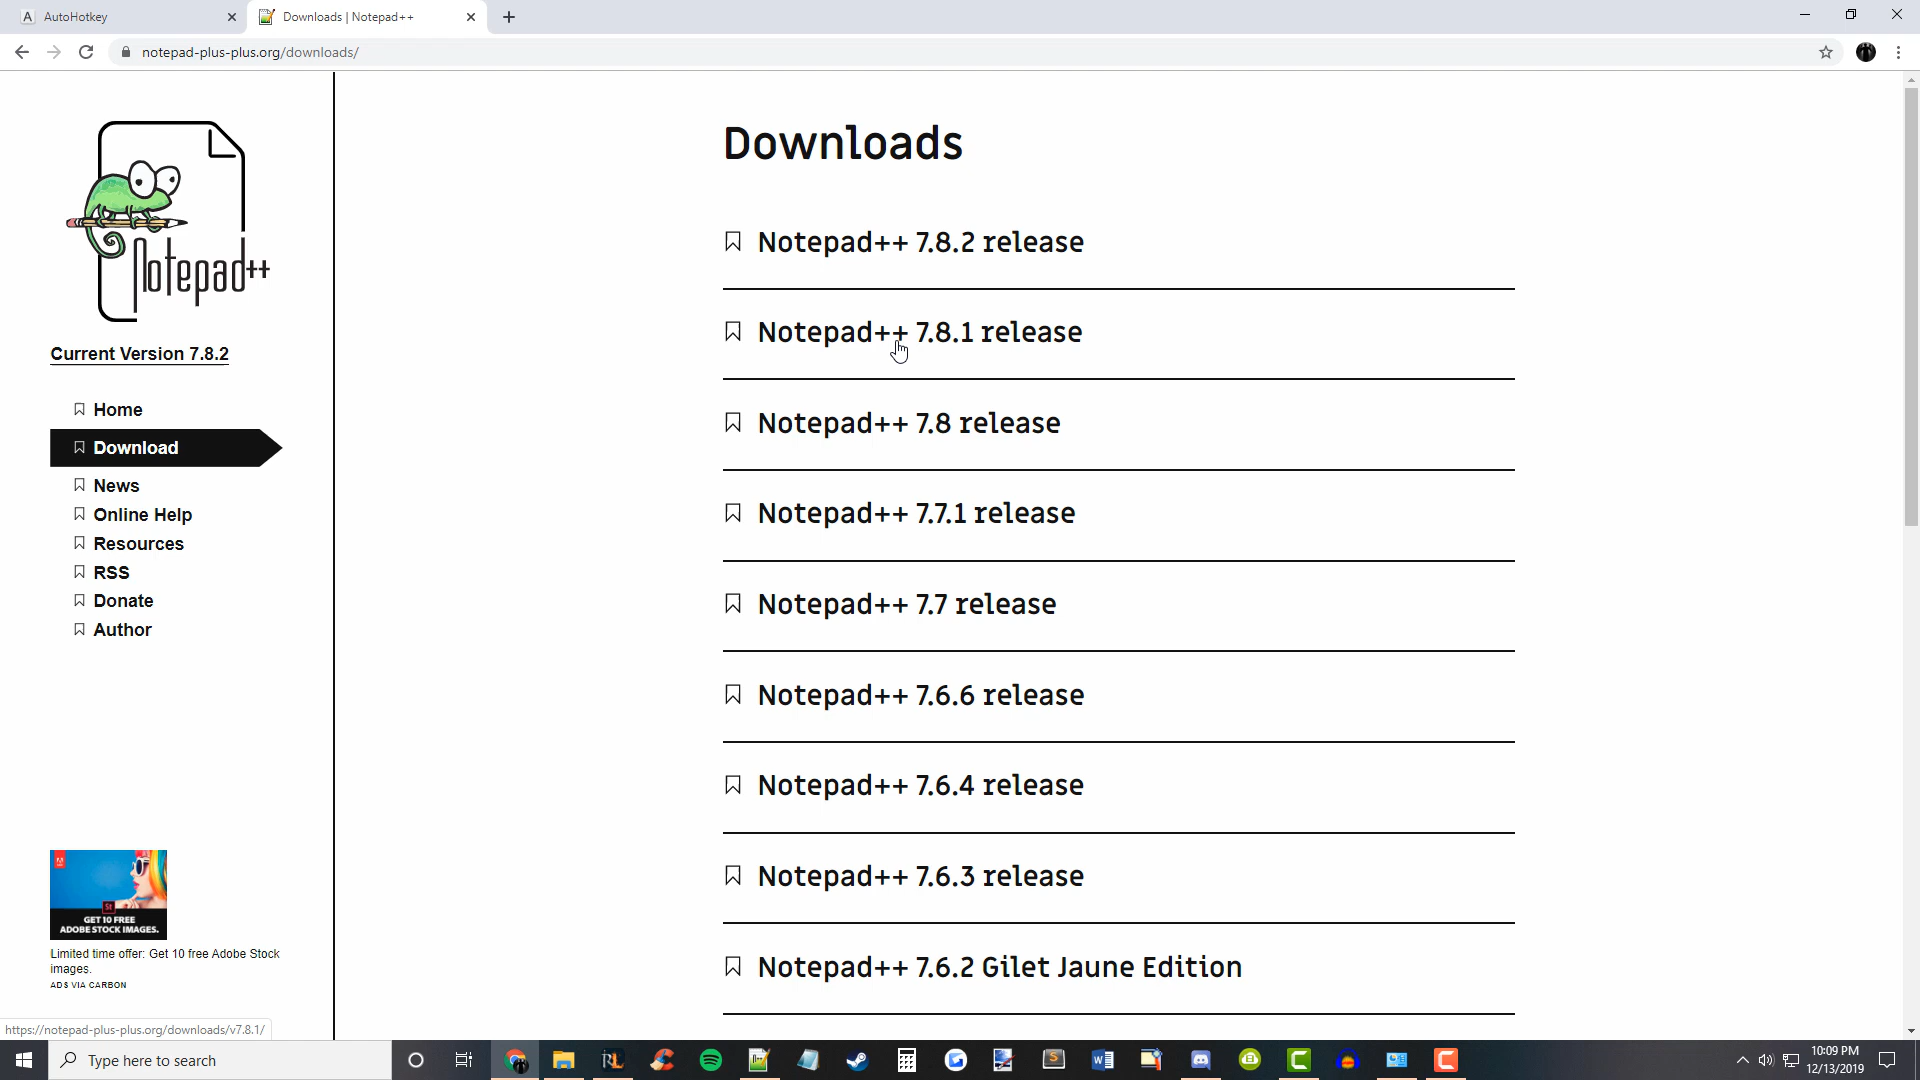 AutoHotkey
Downloads | Notepad++
notepad-plus-plus.org/downloads/
Notepad++
Current Version 7.8.2
Home
Download
News
Online Help
Resources
RSS
Donate
Author
St
GET 10 FREE
ADOBE STOCK IMAGES.
Limited time offer: Get 10 free Adobe Stock
images.
ADS VIA CARBON
Downloads
Notepad++ 7.8.2 release
Notepad++ 7.8.1 release
Notepad++ 7.8 release
Notepad++ 7.7.1 release
Notepad++ 7.7 release
Notepad++ 7.6.6 release
Notepad++ 7.6.4 release
Notepad++ 7.6.3 release
Notepad++ 7.6.2 Gilet Jaune Edition
https://notepad-plus-plus.org/downloads/v7.8.1/
Type here to search
10:09 PM
12/13/2019